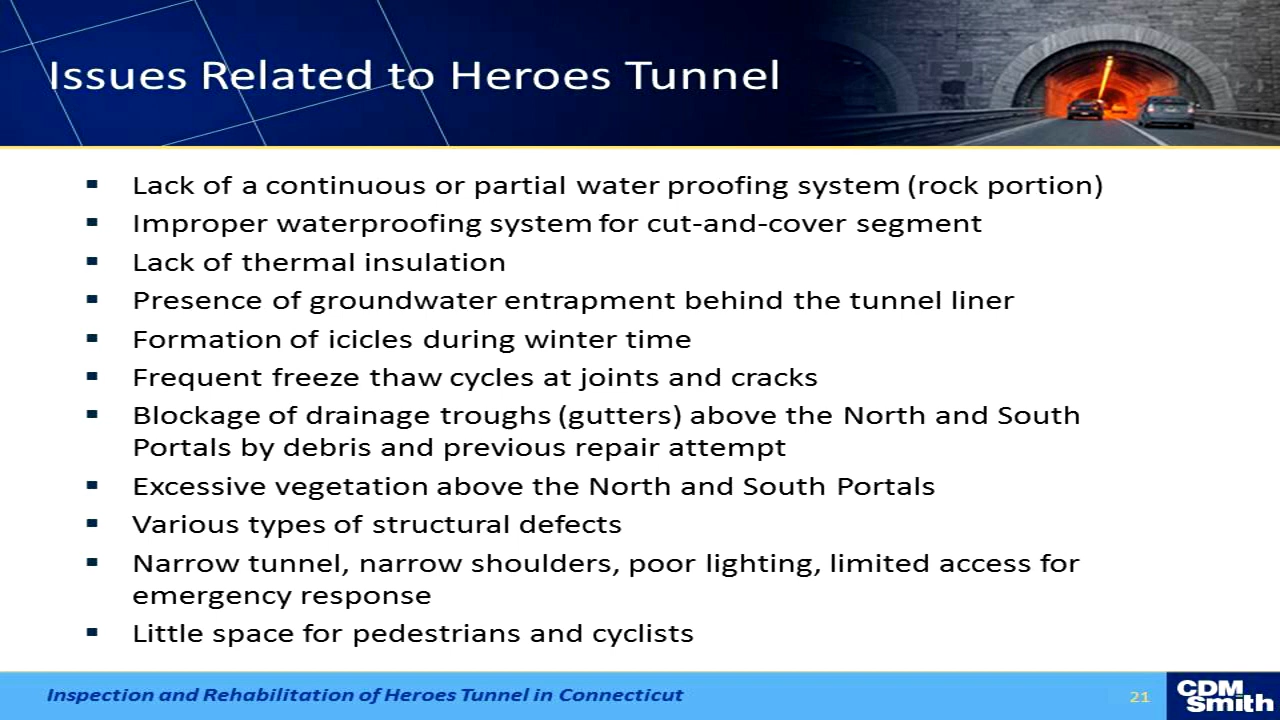 Issues Related to Heroes Tunnel
▪ Lack of a continuous or partial water proofing system (rock portion)
▪ Improper waterproofing system for cut-and-cover segment
▪ Lack of thermal insulation
▪ Presence of groundwater entrapment behind the tunnel liner
▪ Formation of icicles during winter time
▪ Frequent freeze thaw cycles at joints and cracks
▪ Blockage of drainage troughs (gutters) above the North and South
Portals by debris and previous repair attempt
▪ Excessive vegetation above the North and South Portals
▪ Various types of structural defects
▪ Narrow tunnel, narrow shoulders, poor lighting, limited access for
emergency response
▪ Little space for pedestrians and cyclists
Inspection and Rehabilitation of Heroes Tunnel in Connecticut
21
CDM
Smith